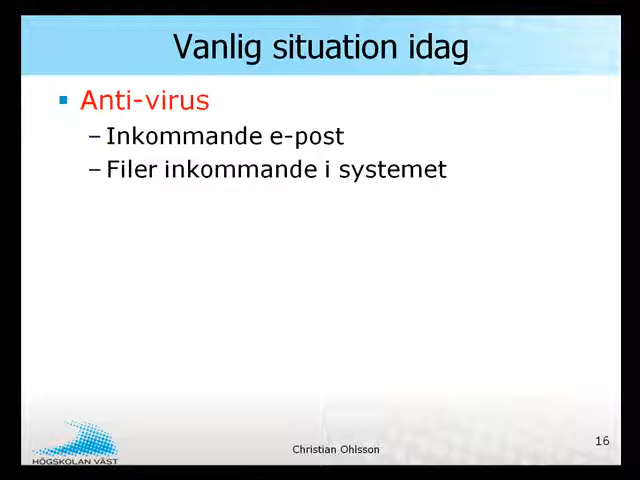 Vanlig situation idag
Anti-virus
– Inkommande e-post
– Filer inkommande i systemet
HÖGSKOLAN VÄST
Christian Ohlsson
16